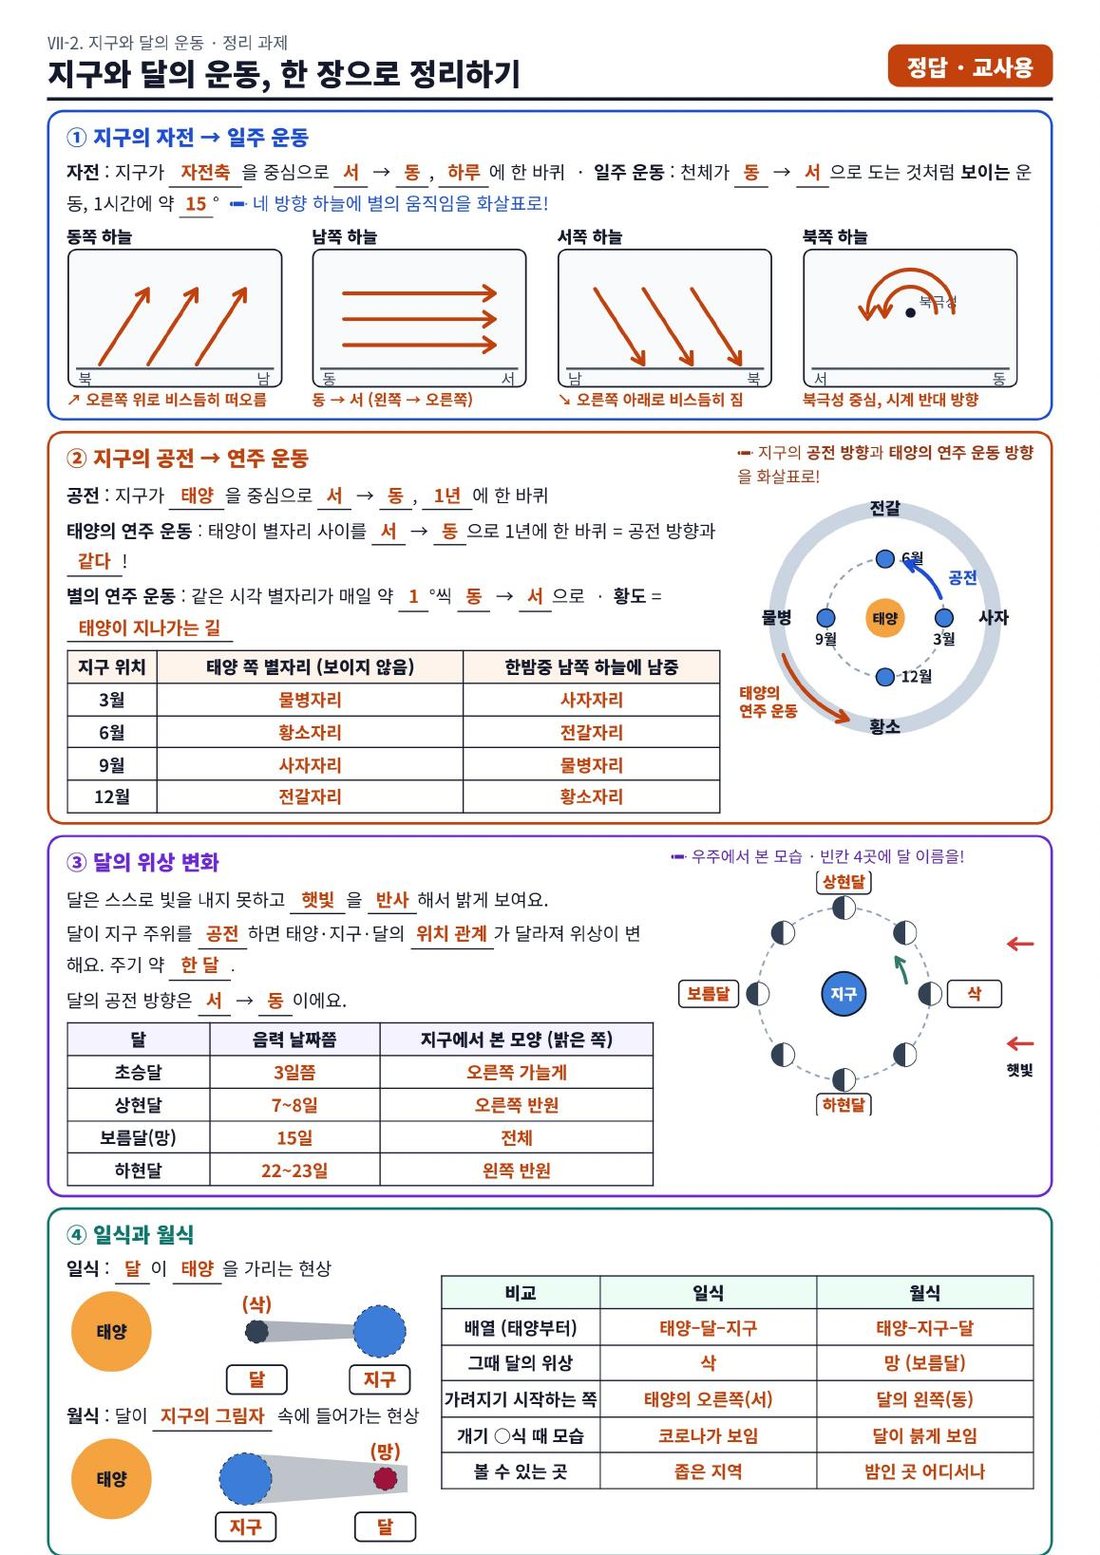 VII-2. 지구와 달의 운동 · 정리 과제
지구와 달의 운동, 한 장으로 정리하기
정답 · 교사용
① 지구의 자전 → 일주 운동
자전 : 지구가 자전축 을 중심으로 서 → 동 , 하루 에 한 바퀴 · 일주 운동 : 천체가 동 → 서 으로 도는 것처럼 보이는 운
동, 1시간에 약 15 ° 네 방향 하늘에 별의 움직임을 화살표로!
동쪽 하늘
남쪽 하늘
서쪽 하늘
북쪽 하늘
북극성
북 남
동 서
남 북
서 동
↗ 오른쪽 위로 비스듬히 떠오름
동 → 서 (왼쪽 → 오른쪽)
↘ 오른쪽 아래로 비스듬히 짐
북극성 중심, 시계 반대 방향
② 지구의 공전 → 연주 운동
공전 : 지구가 태양 을 중심으로 서 → 동 , 1년 에 한 바퀴
태양의 연주 운동 : 태양이 별자리 사이를 서 → 동 으로 1년에 한 바퀴 = 공전 방향과
같다 !
별의 연주 운동 : 같은 시각 별자리가 매일 약 1 °씩 동 → 서 으로 · 황도 =
태양이 지나가는 길
지구 위치 태양 쪽 별자리 (보이지 않음) 한밤중 남쪽 하늘에 남중
3월 물병자리 사자자리
6월 황소자리 전갈자리
9월 사자자리 물병자리
12월 전갈자리 황소자리
지구의 공전 방향과 태양의 연주 운동 방향
을 화살표로!
전갈
6월
공전
물병
태양
사자
9월
3월
12월
태양의
연주 운동
황소
③ 달의 위상 변화
달은 스스로 빛을 내지 못하고 햇빛 을 반사 해서 밝게 보여요.
달이 지구 주위를 공전 하면 태양·지구·달의 위치 관계 가 달라져 위상이 변
해요. 주기 약 한 달 .
달의 공전 방향은 서 → 동 이에요.
달 음력 날짜쯤 지구에서 본 모양 (밝은 쪽)
초승달 3일쯤 오른쪽 가늘게
상현달 7~8일 오른쪽 반원
보름달(망) 15일 전체
하현달 22~23일 왼쪽 반원
우주에서 본 모습 · 빈칸 4곳에 달 이름을!
상현달
보름달
지구
삭
햇빛
하현달
④ 일식과 월식
일식 : 달 이 태양 을 가리는 현상
태양
(삭)
달
지구
월식 : 달이 지구의 그림자 속에 들어가는 현상
태양
(망)
지구
달
비교 일식 월식
배열 (태양부터) 태양-달-지구 태양-지구-달
그때 달의 위상 삭 망 (보름달)
가려지기 시작하는 쪽 태양의 오른쪽(서) 달의 왼쪽(동)
개기 〇식 때 모습 코로나가 보임 달이 붉게 보임
볼 수 있는 곳 좁은 지역 밤인 곳 어디서나